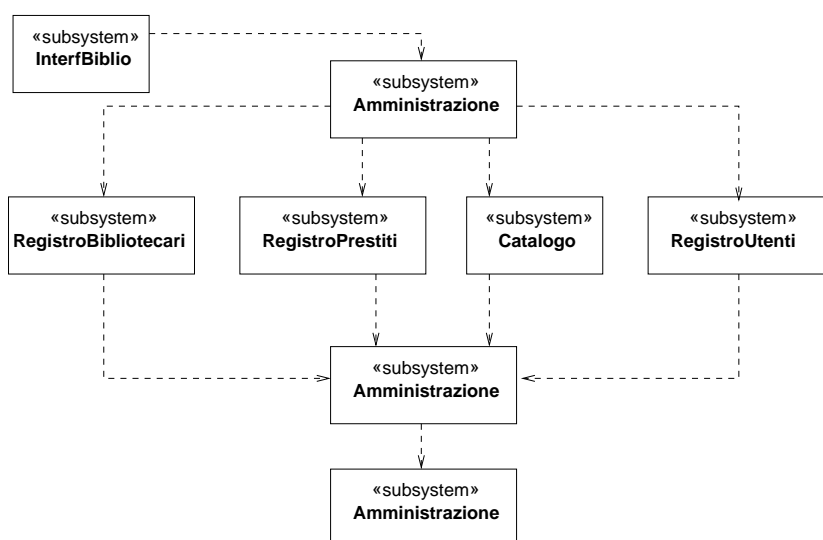 «subsystem»
InterfBiblio
«subsystem»
Amministrazione
«subsystem»
RegistroBibliotecari
«subsystem»
RegistroPrestiti
«subsystem»
Catalogo
«subsystem»
RegistroUtenti
«subsystem»
Amministrazione
«subsystem»
Amministrazione